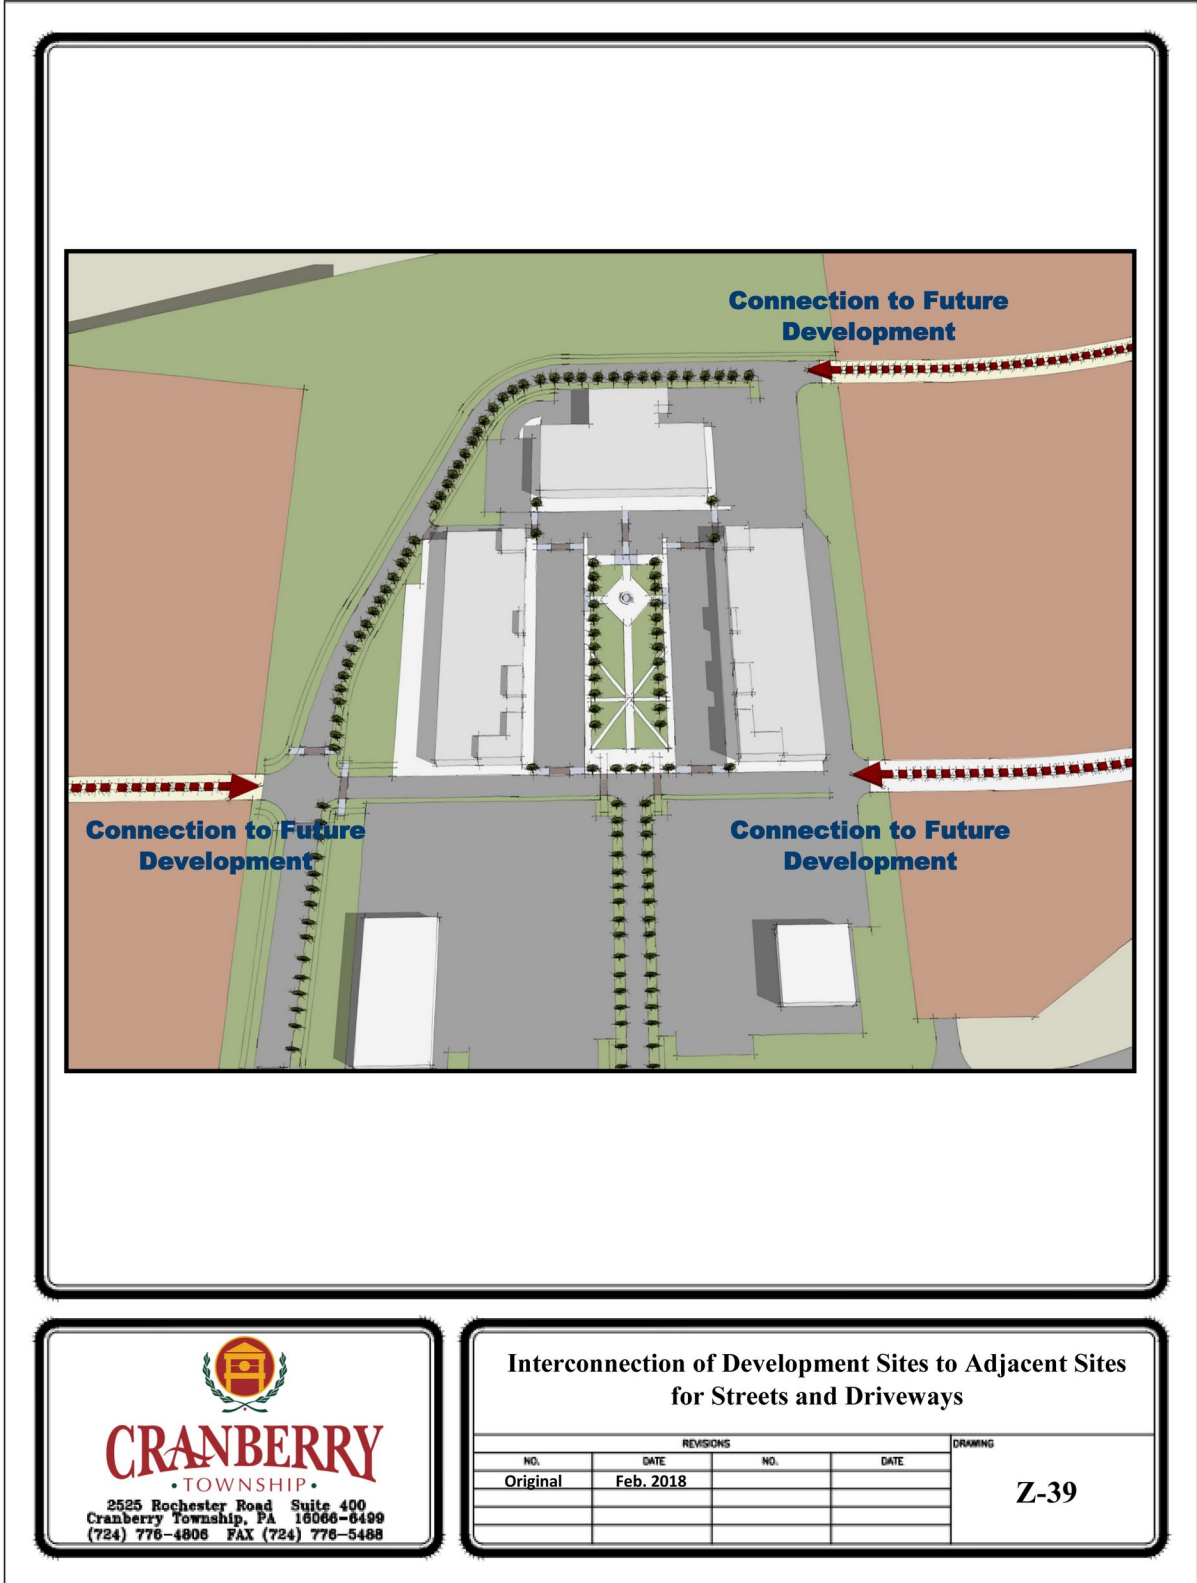 Connection to Future
Development
Connection to Future
Development
Connection to Future
Development
CRANBERRY
TOWNSHIP
2525 Rochester Road Suite 400
Cranberry Township, PA 16066-6499
(724) 776-4806 FAX (724) 776-5488
Interconnection of Development Sites to Adjacent Sites
for Streets and Driveways
REVISIONS
NO. DATE NO. DATE
Original Feb. 2018
DRAWING
Z-39